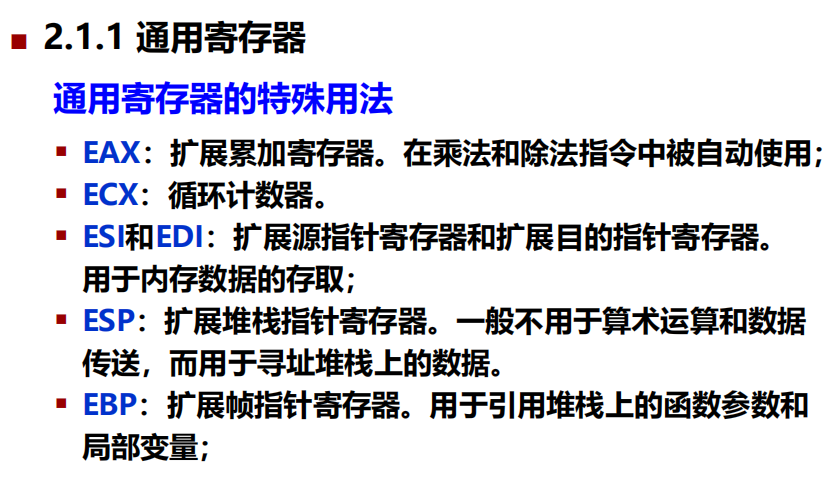 2.1.1 通用寄存器
通用寄存器的特殊用法
EAX：扩展累加寄存器。在乘法和除法指令中被自动使用；
ECX：循环计数器。
ESI和EDI：扩展源指针寄存器和扩展目的指针寄存器。
用于内存数据的存取；
ESP：扩展堆栈指针寄存器。一般不用于算术运算和数据
传送，而用于寻址堆栈上的数据。
EBP：扩展帧指针寄存器。用于引用堆栈上的函数参数和
局部变量；